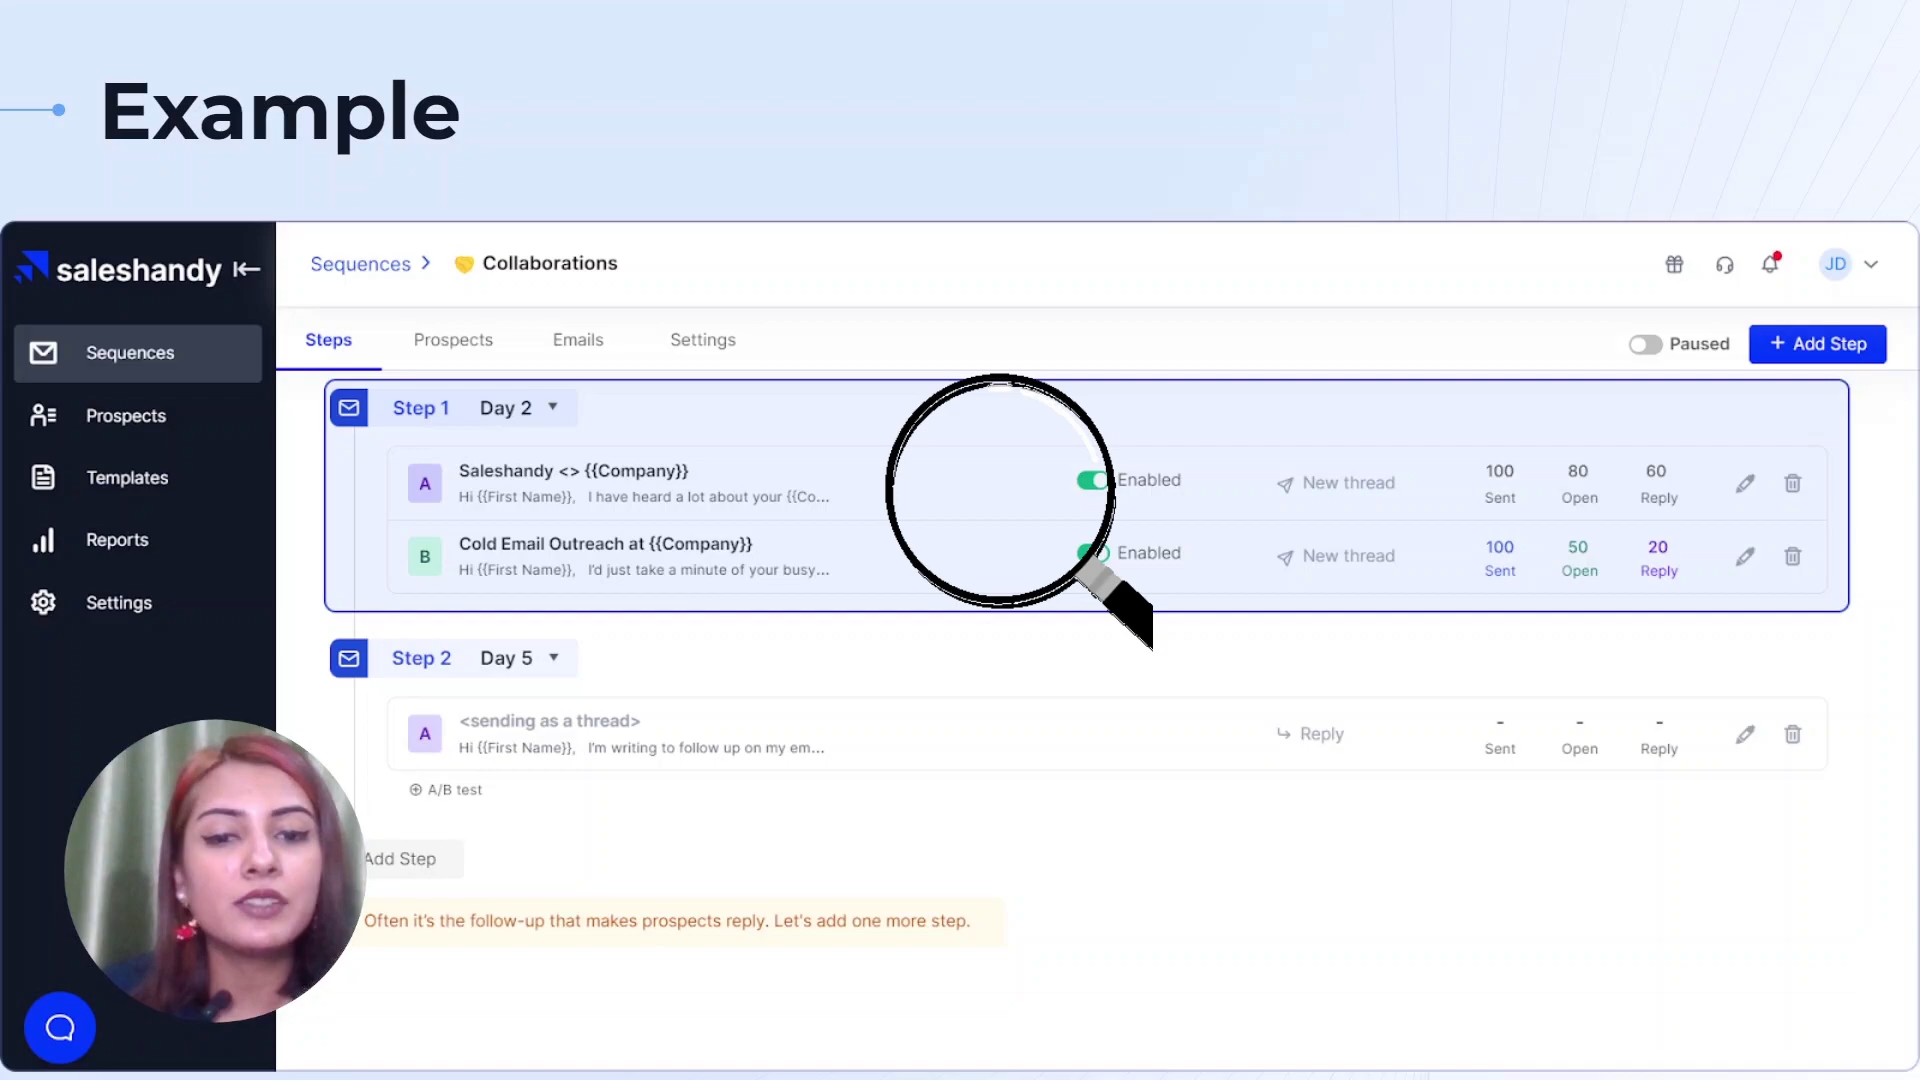 Example
saleshandy
Sequences > 🤝 Collaborations
JD
Sequences
Prospects
Templates
Reports
Settings
Steps Prospects Emails Settings
Paused
+ Add Step
Step 1 Day 2
A
Saleshandy <> {{Company}}
Hi {{First Name}}, I have heard a lot about your {{Co...
Enabled
New thread
100 80 60
Sent Open Reply
B
Cold Email Outreach at {{Company}}
Hi {{First Name}}, I'd just take a minute of your busy...
Enabled
New thread
100 50 20
Sent Open Reply
Step 2 Day 5
A
<sending as a thread>
Hi {{First Name}}, I'm writing to follow up on my em...
Reply
- - -
Sent Open Reply
A/B test
Add Step
Often it's the follow-up that makes prospects reply. Let's add one more step.